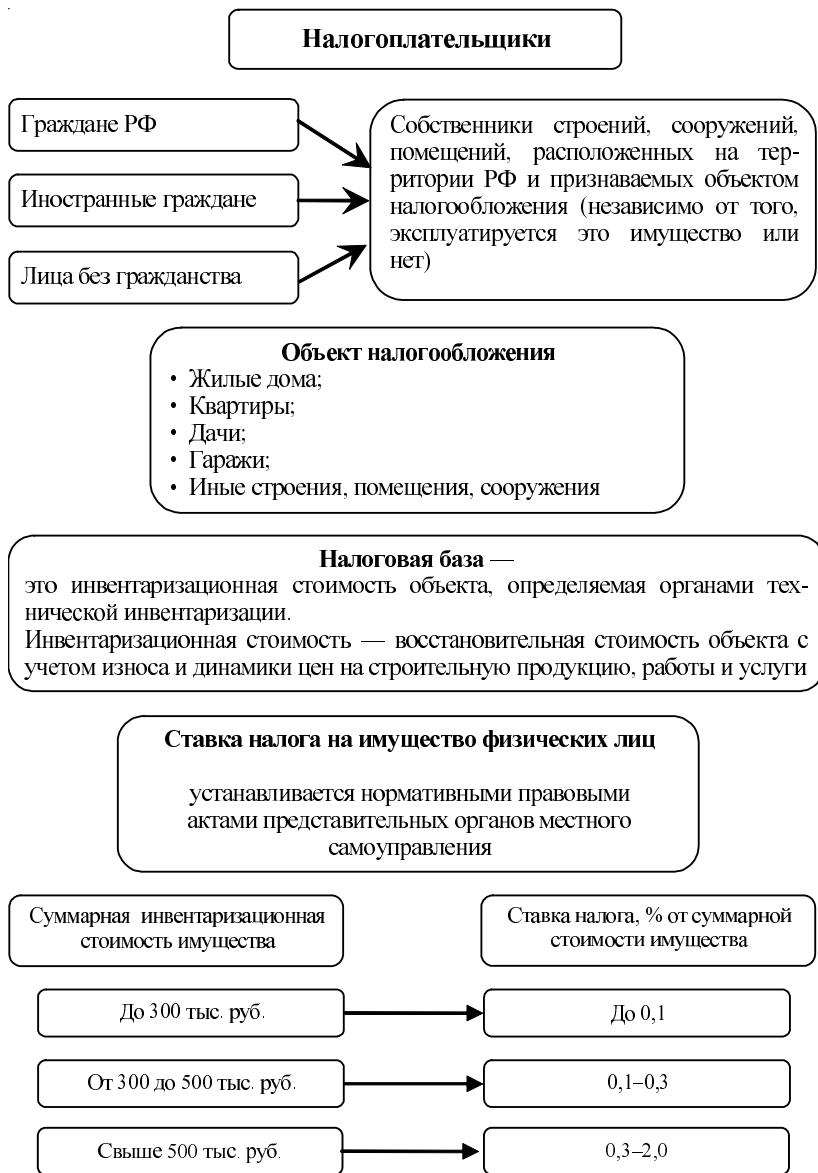 Налогоплательщики
Граждане РФ
Иностранные граждане
Лица без гражданства
Собственники строений, сооружений,
помещений, расположенных на тер-
ритории РФ и признаваемых объектом
налогообложения (независимо от того,
эксплуатируется это имущество или
нет)
Объект налогообложения
• Жилые дома;
• Квартиры;
• Дачи;
• Гаражи;
• Иные строения, помещения, сооружения
Налоговая база —
это инвентаризационная стоимость объекта, определяемая органами тех-
нической инвентаризации.
Инвентаризационная стоимость — восстановительная стоимость объекта с
учетом износа и динамики цен на строительную продукцию, работы и услуги
Ставка налога на имущество физических лиц
устанавливается нормативными правовыми
актами представительных органов местного
самоуправления
Суммарная инвентаризационная
стоимость имущества
Ставка налога, % от суммарной
стоимости имущества
До 300 тыс. руб.
До 0,1
От 300 до 500 тыс. руб.
0,1–0,3
Свыше 500 тыс. руб.
0,3–2,0